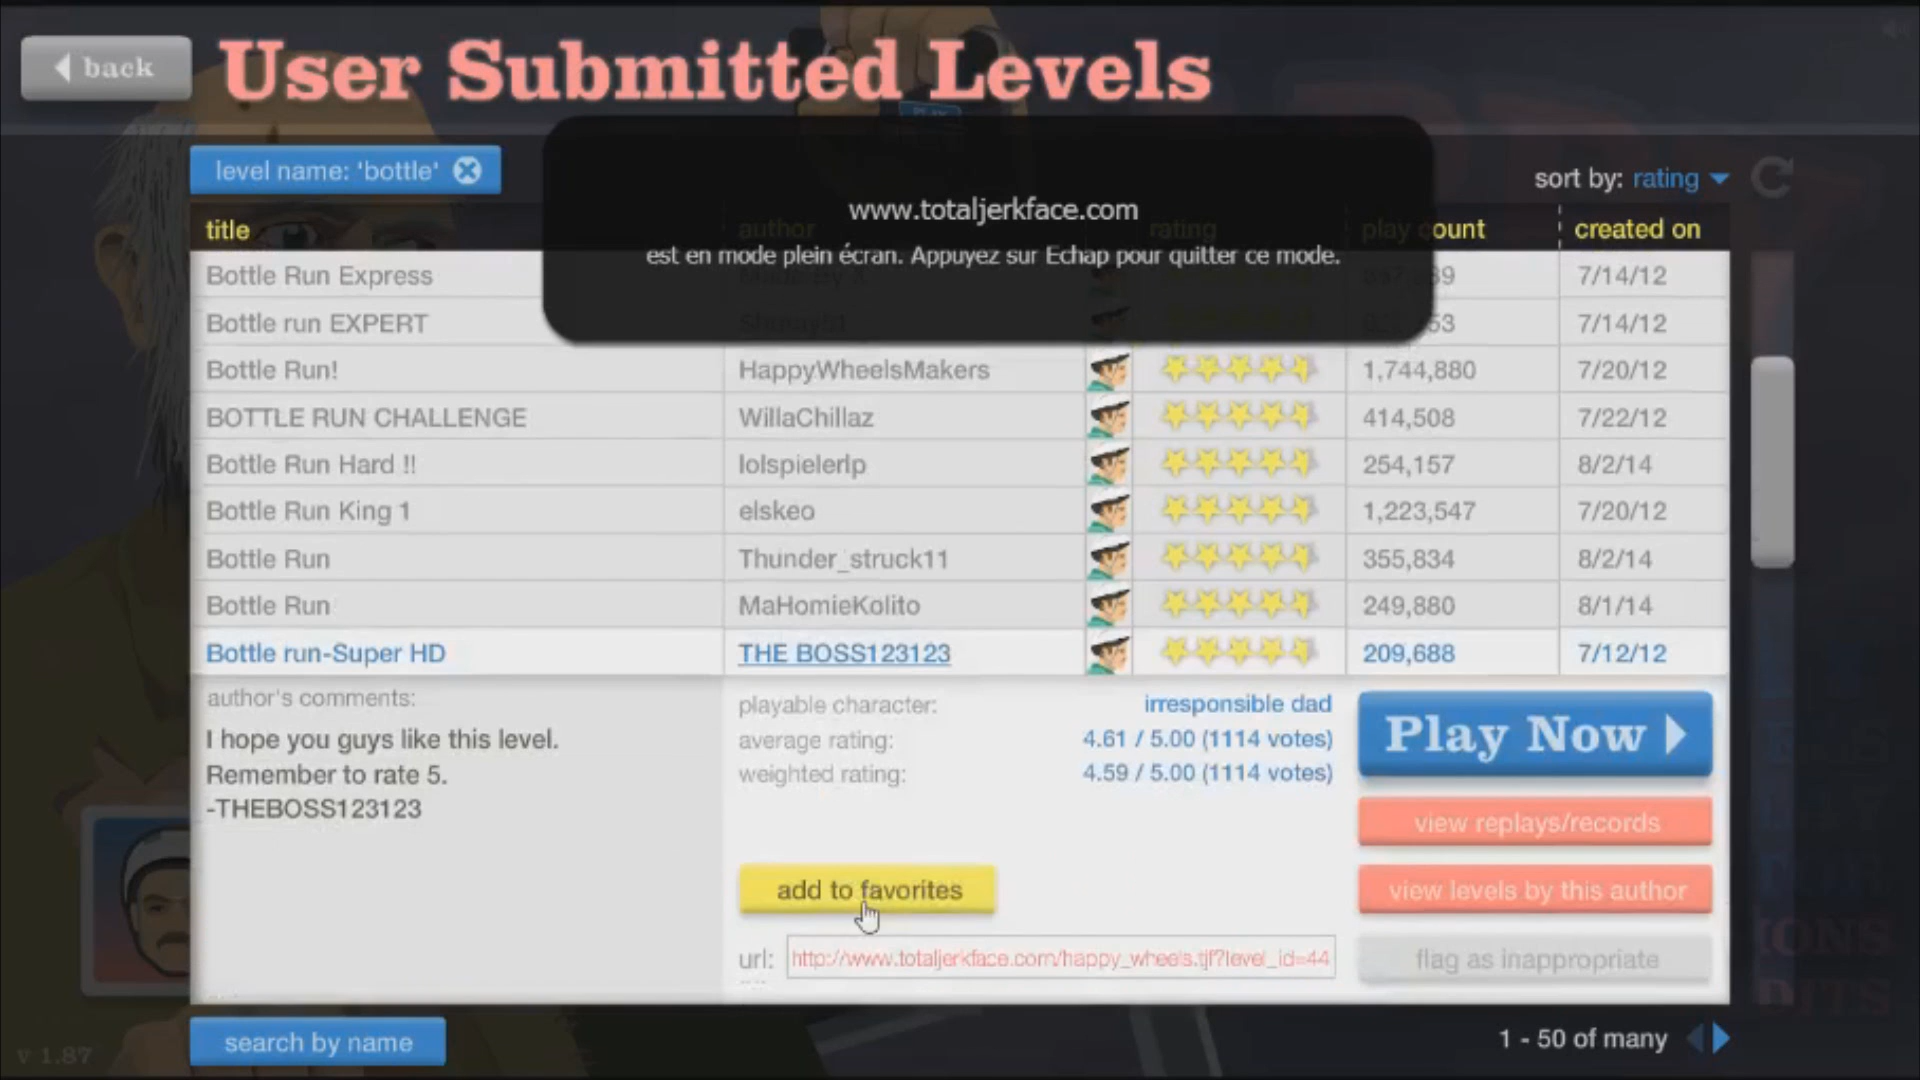 back
User Submitted Levels
level name: 'bottle'
sort by: rating
www.totaljerkface.com
est en mode plein écran. Appuyez sur Echap pour quitter ce mode.
title author rating play count created on
Bottle Run Express 7/14/12
Bottle run EXPERT 7/14/12
Bottle Run! HappyWheelsMakers 1,744,880 7/20/12
BOTTLE RUN CHALLENGE WillaChillaz 414,508 7/22/12
Bottle Run Hard !! lolspielerlp 254,157 8/2/14
Bottle Run King 1 elskeo 1,223,547 7/20/12
Bottle Run Thunder_struck11 355,834 8/2/14
Bottle Run MaHomieKolito 249,880 8/1/14
Bottle run-Super HD THE BOSS123123 209,688 7/12/12
author's comments:
I hope you guys like this level.
Remember to rate 5.
-THEBOSS123123
playable character: irresponsible dad
average rating: 4.61 / 5.00 (1114 votes)
weighted rating: 4.59 / 5.00 (1114 votes)
Play Now
view replays/records
add to favorites
view levels by this author
url: http://www.totaljerkface.com/happy_wheels.tjf?level_id=44
flag as inappropriate
search by name
1 - 50 of many
v 1.87